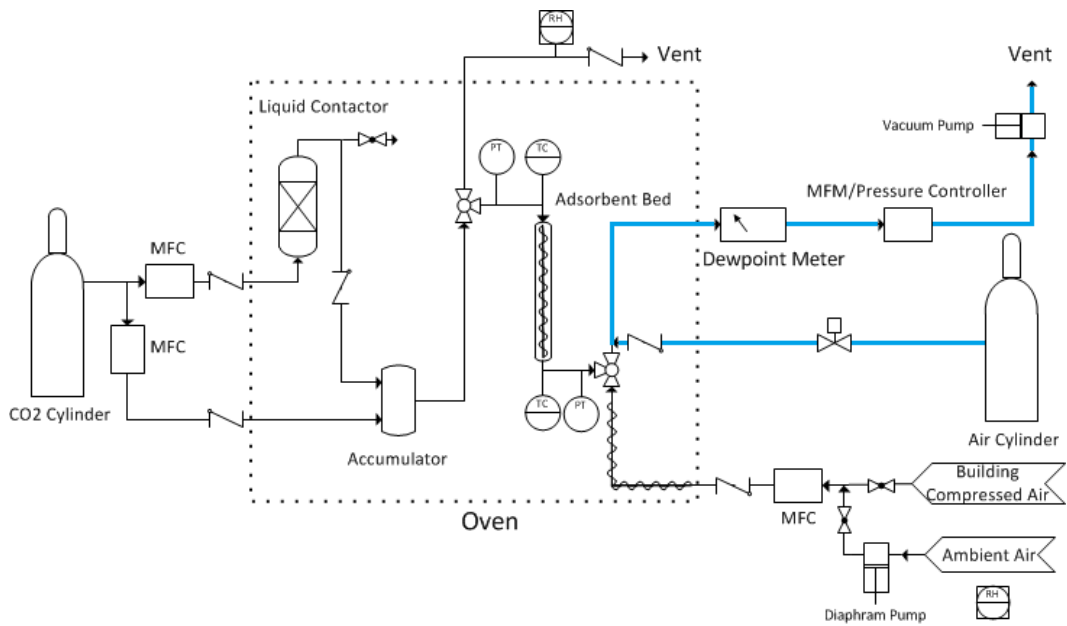 RH
Vent
Vent
Liquid Contactor
Vacuum Pump
PT
TC
Adsorbent Bed
MFM/Pressure Controller
MFC
Dewpoint Meter
MFC
TC
PT
CO2 Cylinder
Accumulator
Air Cylinder
Building
Compressed Air
Oven
MFC
Ambient Air
RH
Diaphram Pump